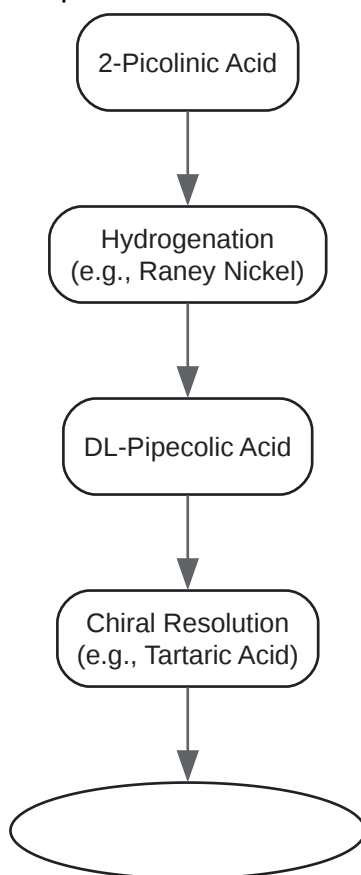 2-Picolinic Acid
Hydrogenation
(e.g., Raney Nickel)
DL-Pipecolic Acid
Chiral Resolution
(e.g., Tartaric Acid)